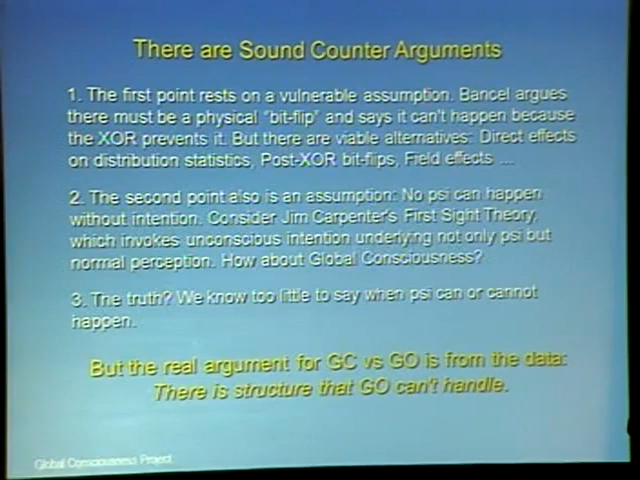 There are Sound Counter Arguments
1. The first point rests on a vulnerable assumption. Bancel argues
there must be a physical "bit-flip" and says it can't happen because
the XOR prevents it. But there are viable alternatives: Direct effects
on distribution statistics, Post-XOR bit-flips, Field effects ....
2. The second point also is an assumption: No psi can happen
without intention. Consider Jim Carpenter's First Sight Theory,
which invokes unconscious intention underlying not only psi but
normal perception. How about Global Consciousness?
3. The truth? We know too little to say when psi can or cannot
happen.
But the real argument for GC vs GO is from the data:
There is structure that GO can't handle.
Global Consciousness Project